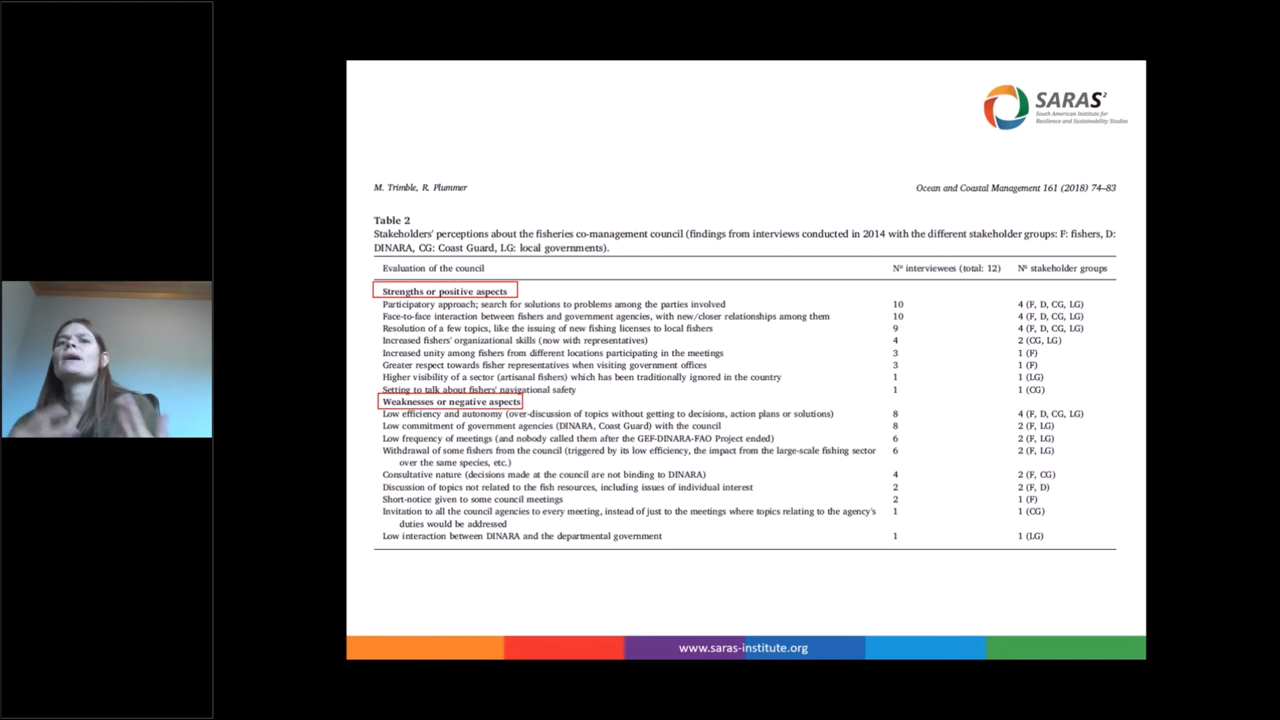 SARAS²
South American Institute for
Resilience and Sustainability Studies
M. Trimble, R. Plummer
Ocean and Coastal Management 161 (2018) 74–83
Table 2
Stakeholders' perceptions about the fisheries co-management council (findings from interviews conducted in 2014 with the different stakeholder groups: F: fishers, D:
DINARA, CG: Coast Guard, LG: local governments).
Evaluation of the council Nº interviewees (total: 12) Nº stakeholder groups
Strengths or positive aspects
Participatory approach; search for solutions to problems among the parties involved 10 4 (F, D, CG, LG)
Face-to-face interaction between fishers and government agencies, with new/closer relationships among them 10 4 (F, D, CG, LG)
Resolution of a few topics, like the issuing of new fishing licenses to local fishers 9 4 (F, D, CG, LG)
Increased fishers' organizational skills (now with representatives) 4 2 (CG, LG)
Increased unity among fishers from different locations participating in the meetings 3 1 (F)
Greater respect towards fisher representatives when visiting government offices 3 1 (F)
Higher visibility of a sector (artisanal fishers) which has been traditionally ignored in the country 1 1 (LG)
Setting to talk about fishers' navigational safety 1 1 (CG)
Weaknesses or negative aspects
Low efficiency and autonomy (over-discussion of topics without getting to decisions, action plans or solutions) 8 4 (F, D, CG, LG)
Low commitment of government agencies (DINARA, Coast Guard) with the council 8 2 (F, LG)
Low frequency of meetings (and nobody called them after the GEF-DINARA-FAO Project ended) 6 2 (F, LG)
Withdrawal of some fishers from the council (triggered by its low efficiency, the impact from the large-scale fishing sector 6 2 (F, LG)
over the same species, etc.)
Consultative nature (decisions made at the council are not binding to DINARA) 4 2 (F, CG)
Discussion of topics not related to the fish resources, including issues of individual interest 2 2 (F, D)
Short-notice given to some council meetings 2 1 (F)
Invitation to all the council agencies to every meeting, instead of just to the meetings where topics relating to the agency's 1 1 (CG)
duties would be addressed
Low interaction between DINARA and the departmental government 1 1 (LG)
www.saras-institute.org